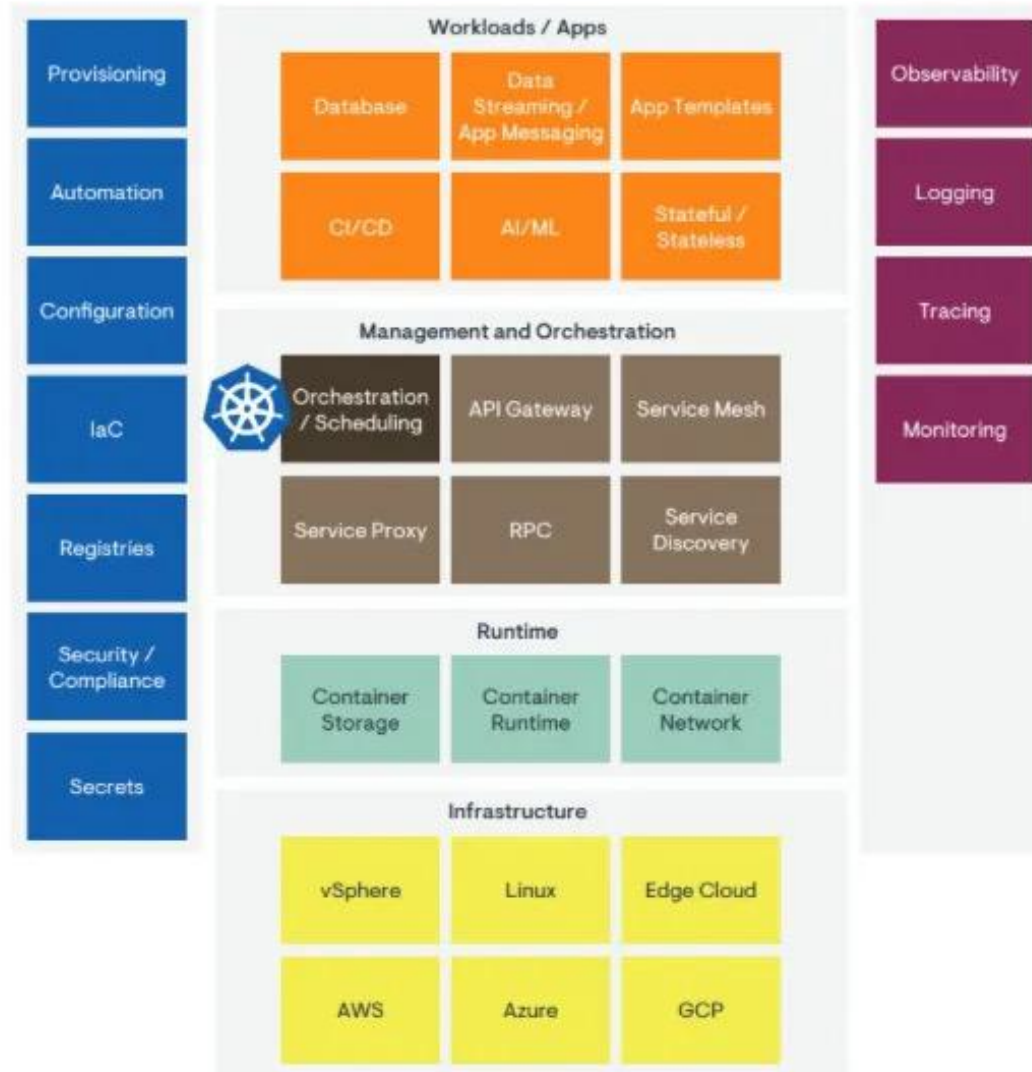 Provisioning
Automation
Configuration
IaC
Registries
Security /
Compliance
Secrets
Workloads / Apps
Database
Data
Streaming /
App Messaging
App Templates
CI/CD
AI/ML
Stateful /
Stateless
Management and Orchestration
Orchestration
/ Scheduling
API Gateway
Service Mesh
Service Proxy
RPC
Service
Discovery
Runtime
Container
Storage
Container
Runtime
Container
Network
Infrastructure
vSphere
Linux
Edge Cloud
AWS
Azure
GCP
Observability
Logging
Tracing
Monitoring